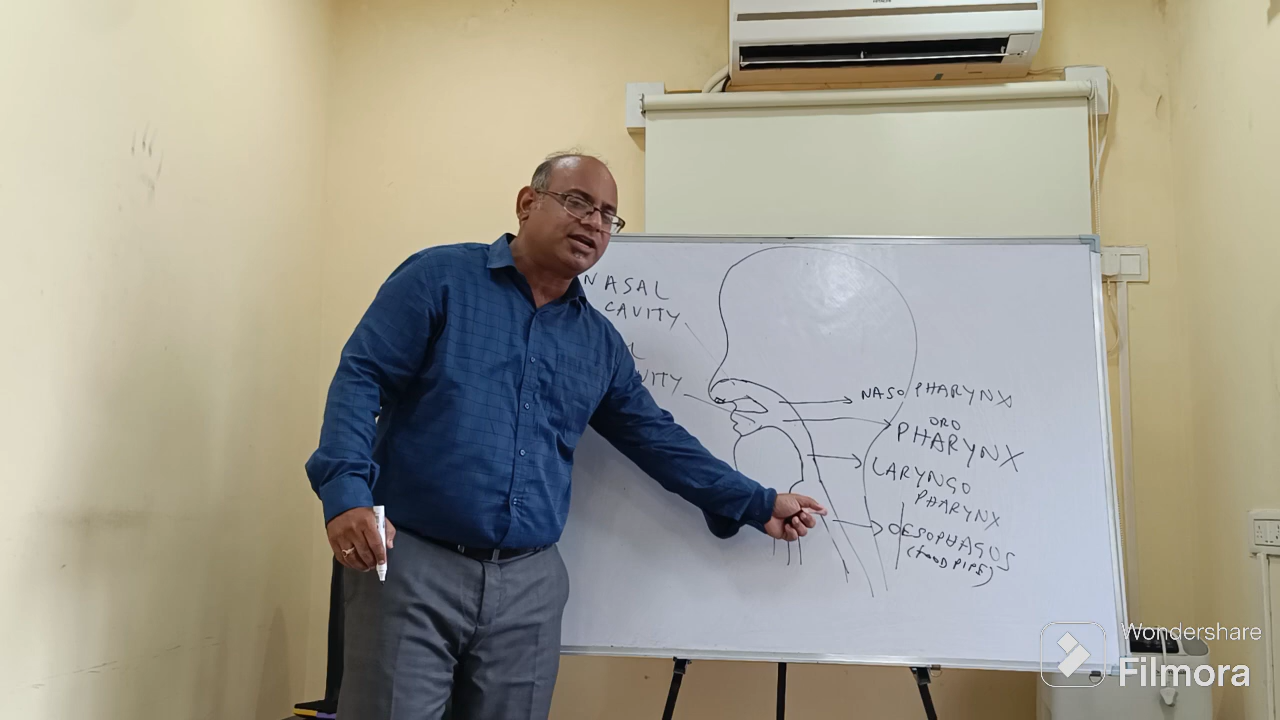 NASAL
CAVITY
NASOPHARYNX
ORO
PHARYNX
LARYNGO
PHARYNX
OESOPHAGUS
(FOOD PIPE)
Wondershare
Filmora